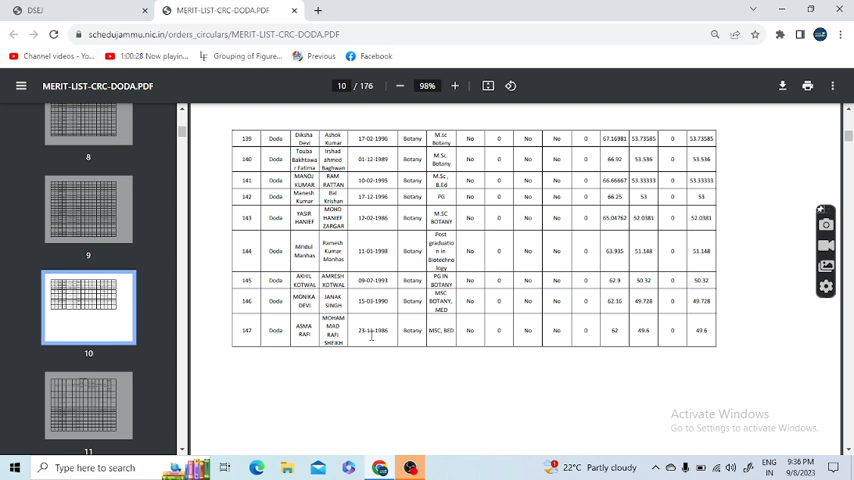 DSEJ
MERIT-LIST-CRC-DODA.PDF
schedujammu.nic.in/orders_circulars/MERIT-LIST-CRC-DODA.PDF
Channel videos - Yo... 1:00:28 Now playin... Grouping of Figure... Previous Facebook
MERIT-LIST-CRC-DODA.PDF 10 / 176 98%
8
9
10
11
139 Doda Diksha Devi Ashok Kumar 17-02-1996 Botany M.sc Botany No 0 No No 0 67.16981 53.73585 0 53.73585
140 Doda Touba Bakhtawar Fatima Irshad ahmed Baghwan 01-12-1989 Botany M.Sc. Botany No 0 No No 0 66.92 53.536 0 53.536
141 Doda MANOJ KUMAR RAM RATTAN 10-02-1995 Botany M.Sc , B.Ed No 0 No No 0 66.66667 53.33333 0 53.33333
142 Doda Manesh Kumar Bal Krishan 17-12-1996 Botany PG No 0 No No 0 66.25 53 0 53
143 Doda YASIR HANIEF MOHD HANIEF ZARGAR 12-02-1986 Botany M.SC BOTANY No 0 No No 0 65.04762 52.0381 0 52.0381
144 Doda Mridul Manhas Ramesh Kumar Manhas 11-01-1998 Botany Post graduation in Biotechnology No 0 No No 0 63.935 51.148 0 51.148
145 Doda AKHIL KOTWAL AMRESH KOTWAL 09-07-1993 Botany PG IN BOTANY No 0 No No 0 62.9 50.32 0 50.32
146 Doda MONIKA DEVI JANAK SINGH 15-03-1990 Botany MSC BOTANY, MED No 0 No No 0 62.16 49.728 0 49.728
147 Doda ASMA RAFI MOHAMMAD RAFI SHEIKH 23-11-1986 Botany MSC, BED No 0 No No 0 62 49.6 0 49.6
Activate Windows
Go to Settings to activate Windows.
Type here to search
22°C Partly cloudy
ENG
IN
9:36 PM
9/8/2023